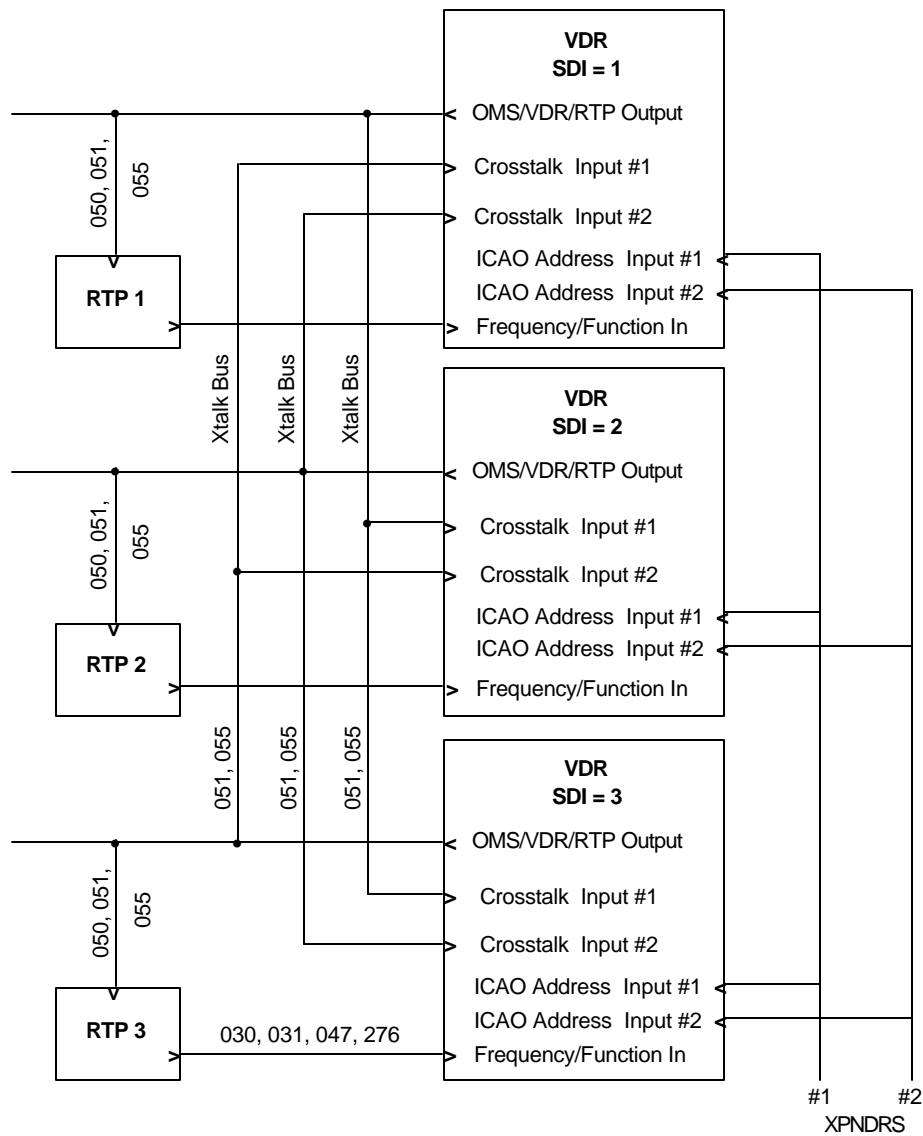 VDR
SDI = 1
OMS/VDR/RTP Output
Crosstalk Input #1
Crosstalk Input #2
ICAO Address Input #1
ICAO Address Input #2
Frequency/Function In
050, 051,
055
RTP 1
Xtalk Bus
Xtalk Bus
Xtalk Bus
VDR
SDI = 2
OMS/VDR/RTP Output
Crosstalk Input #1
Crosstalk Input #2
ICAO Address Input #1
ICAO Address Input #2
Frequency/Function In
050, 051,
055
RTP 2
051, 055
051, 055
051, 055
VDR
SDI = 3
OMS/VDR/RTP Output
Crosstalk Input #1
Crosstalk Input #2
ICAO Address Input #1
ICAO Address Input #2
Frequency/Function In
050, 051,
055
RTP 3
030, 031, 047, 276
#1
#2
XPNDRS